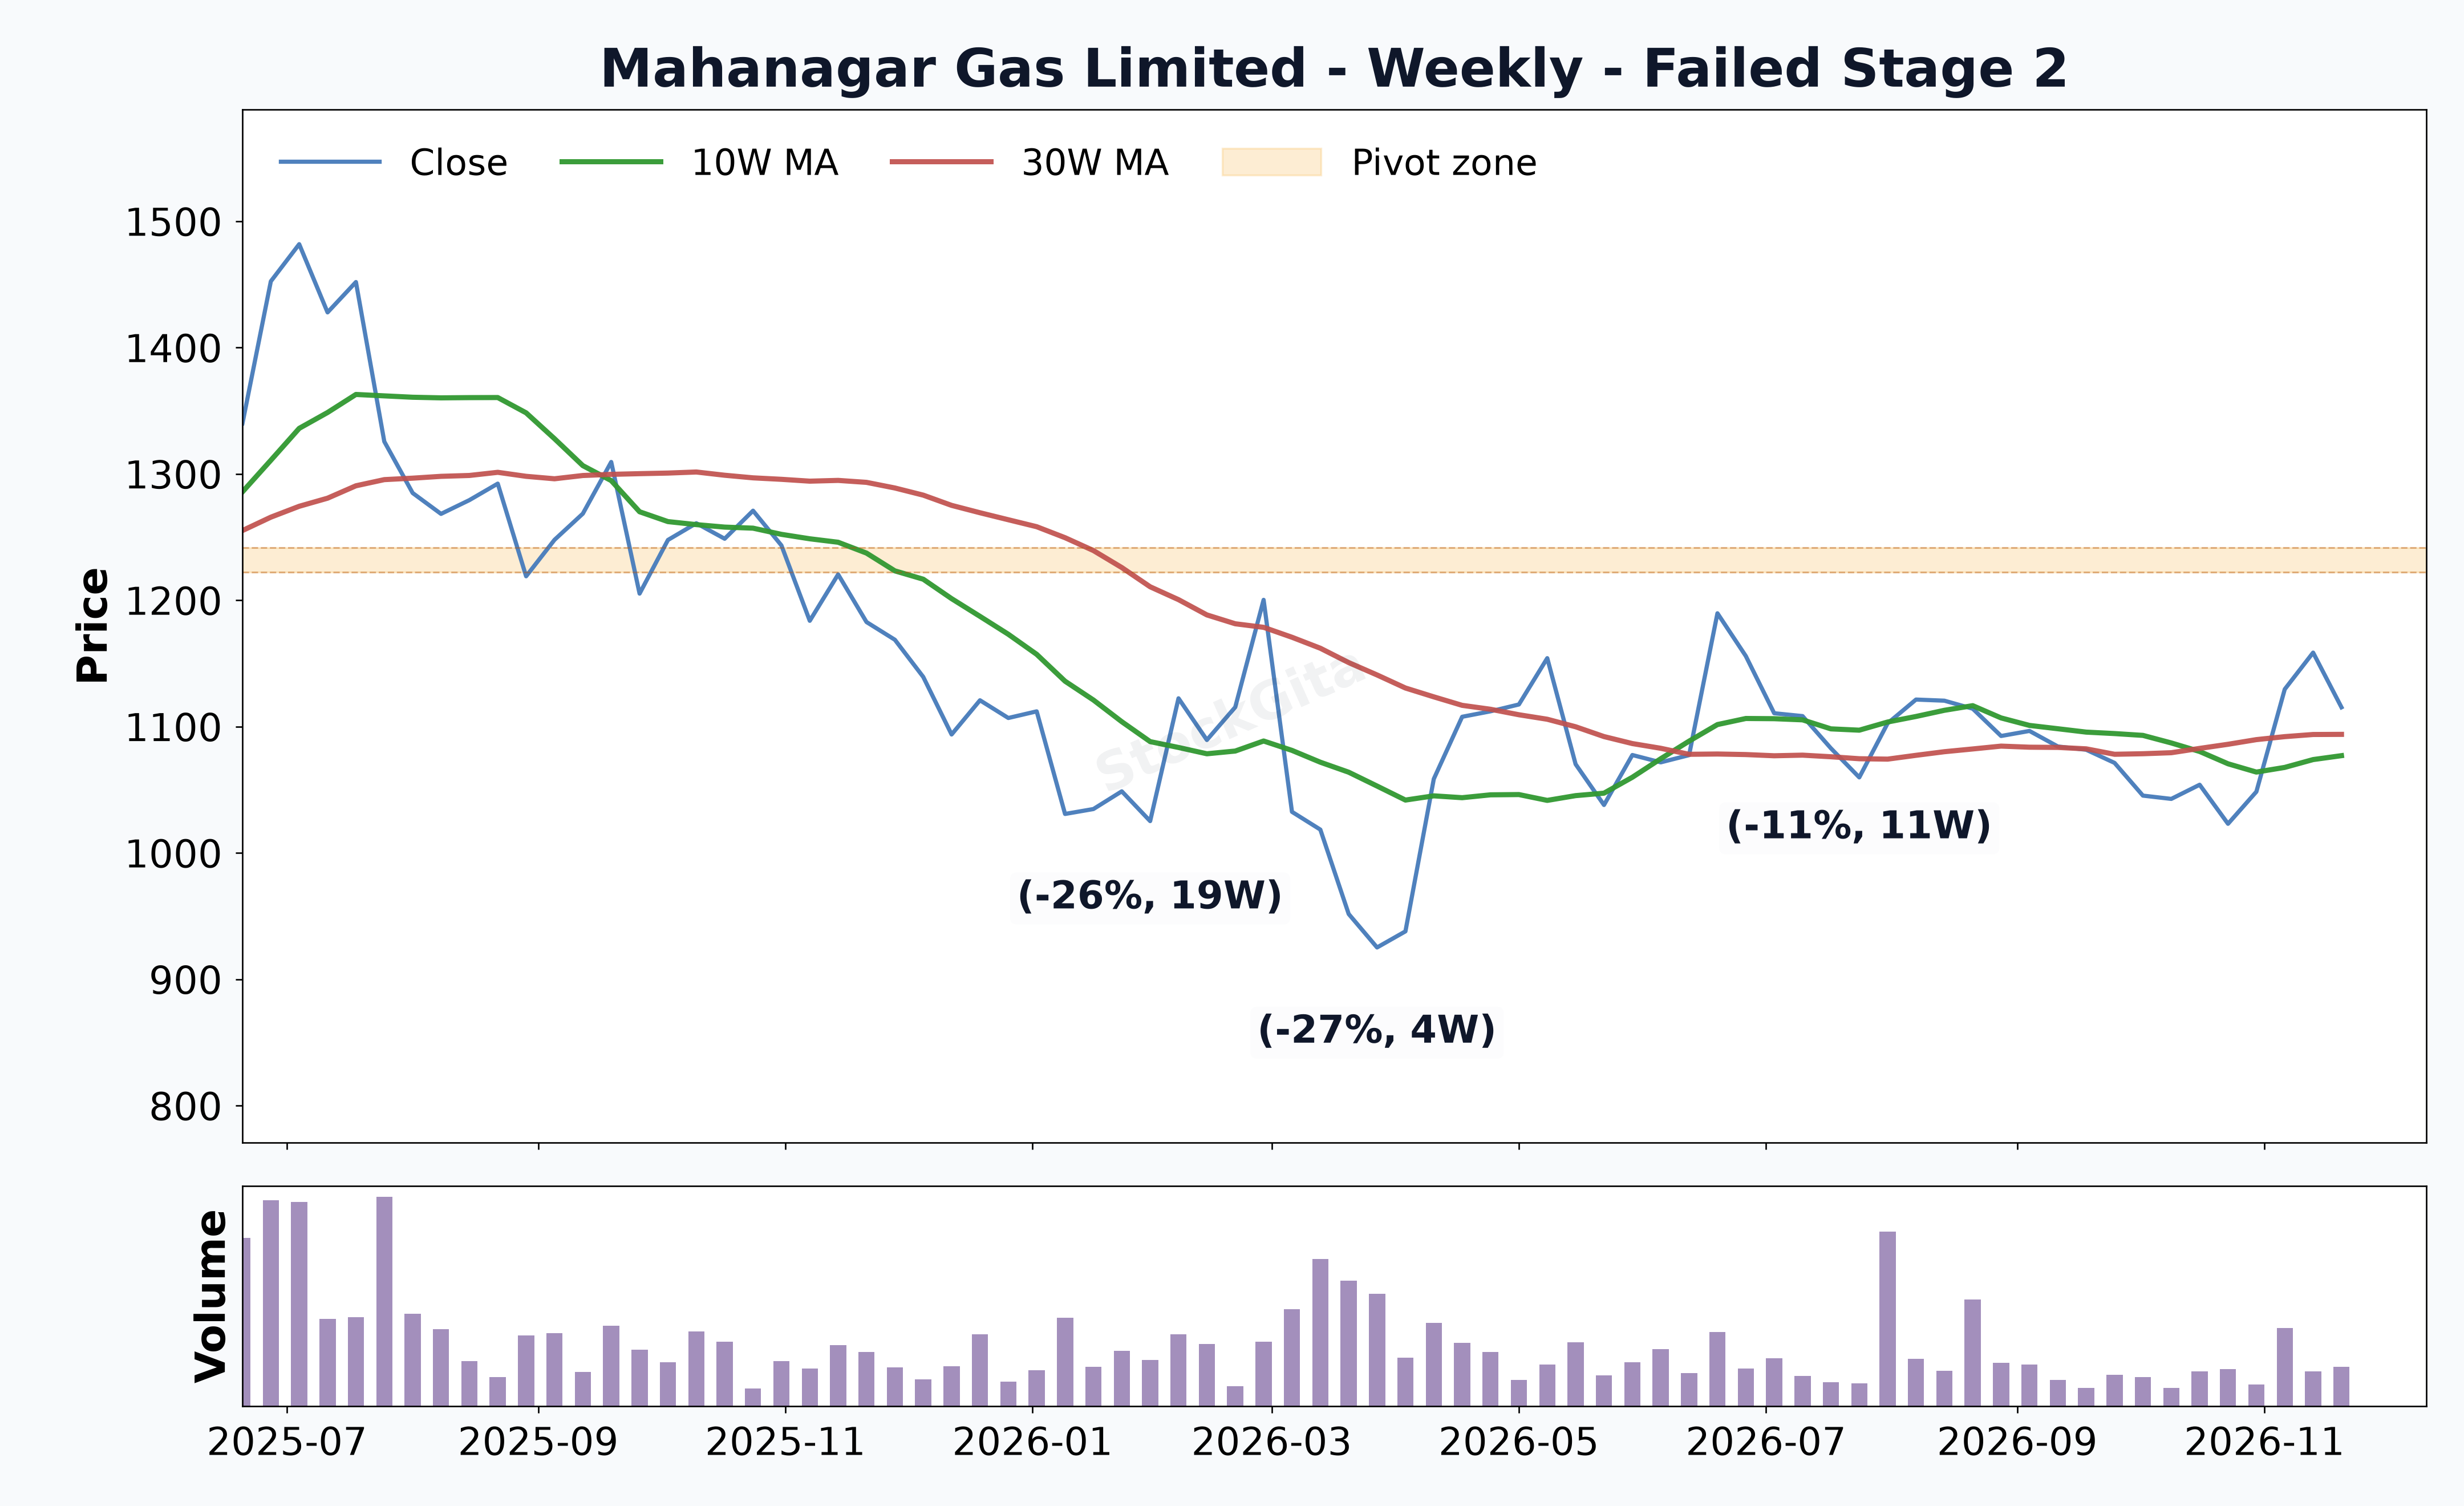 Mahanagar Gas Limited - Weekly - Failed Stage 2
Close 10W MA 30W MA Pivot zone
1500
1400
1300
1200
1100
1000
900
800
Price
StockGita
(-11%, 11W)
(-26%, 19W)
(-27%, 4W)
Volume
2025-07 2025-09 2025-11 2026-01 2026-03 2026-05 2026-07 2026-09 2026-11